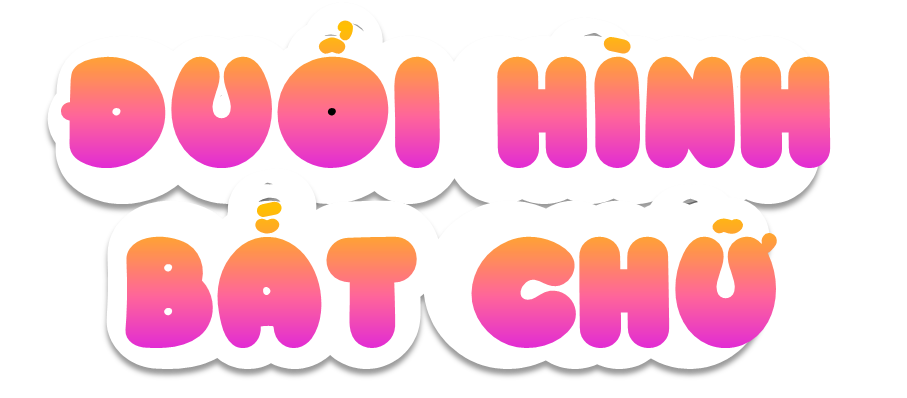 ĐUỔI HÌNH
BẮT CHỮ